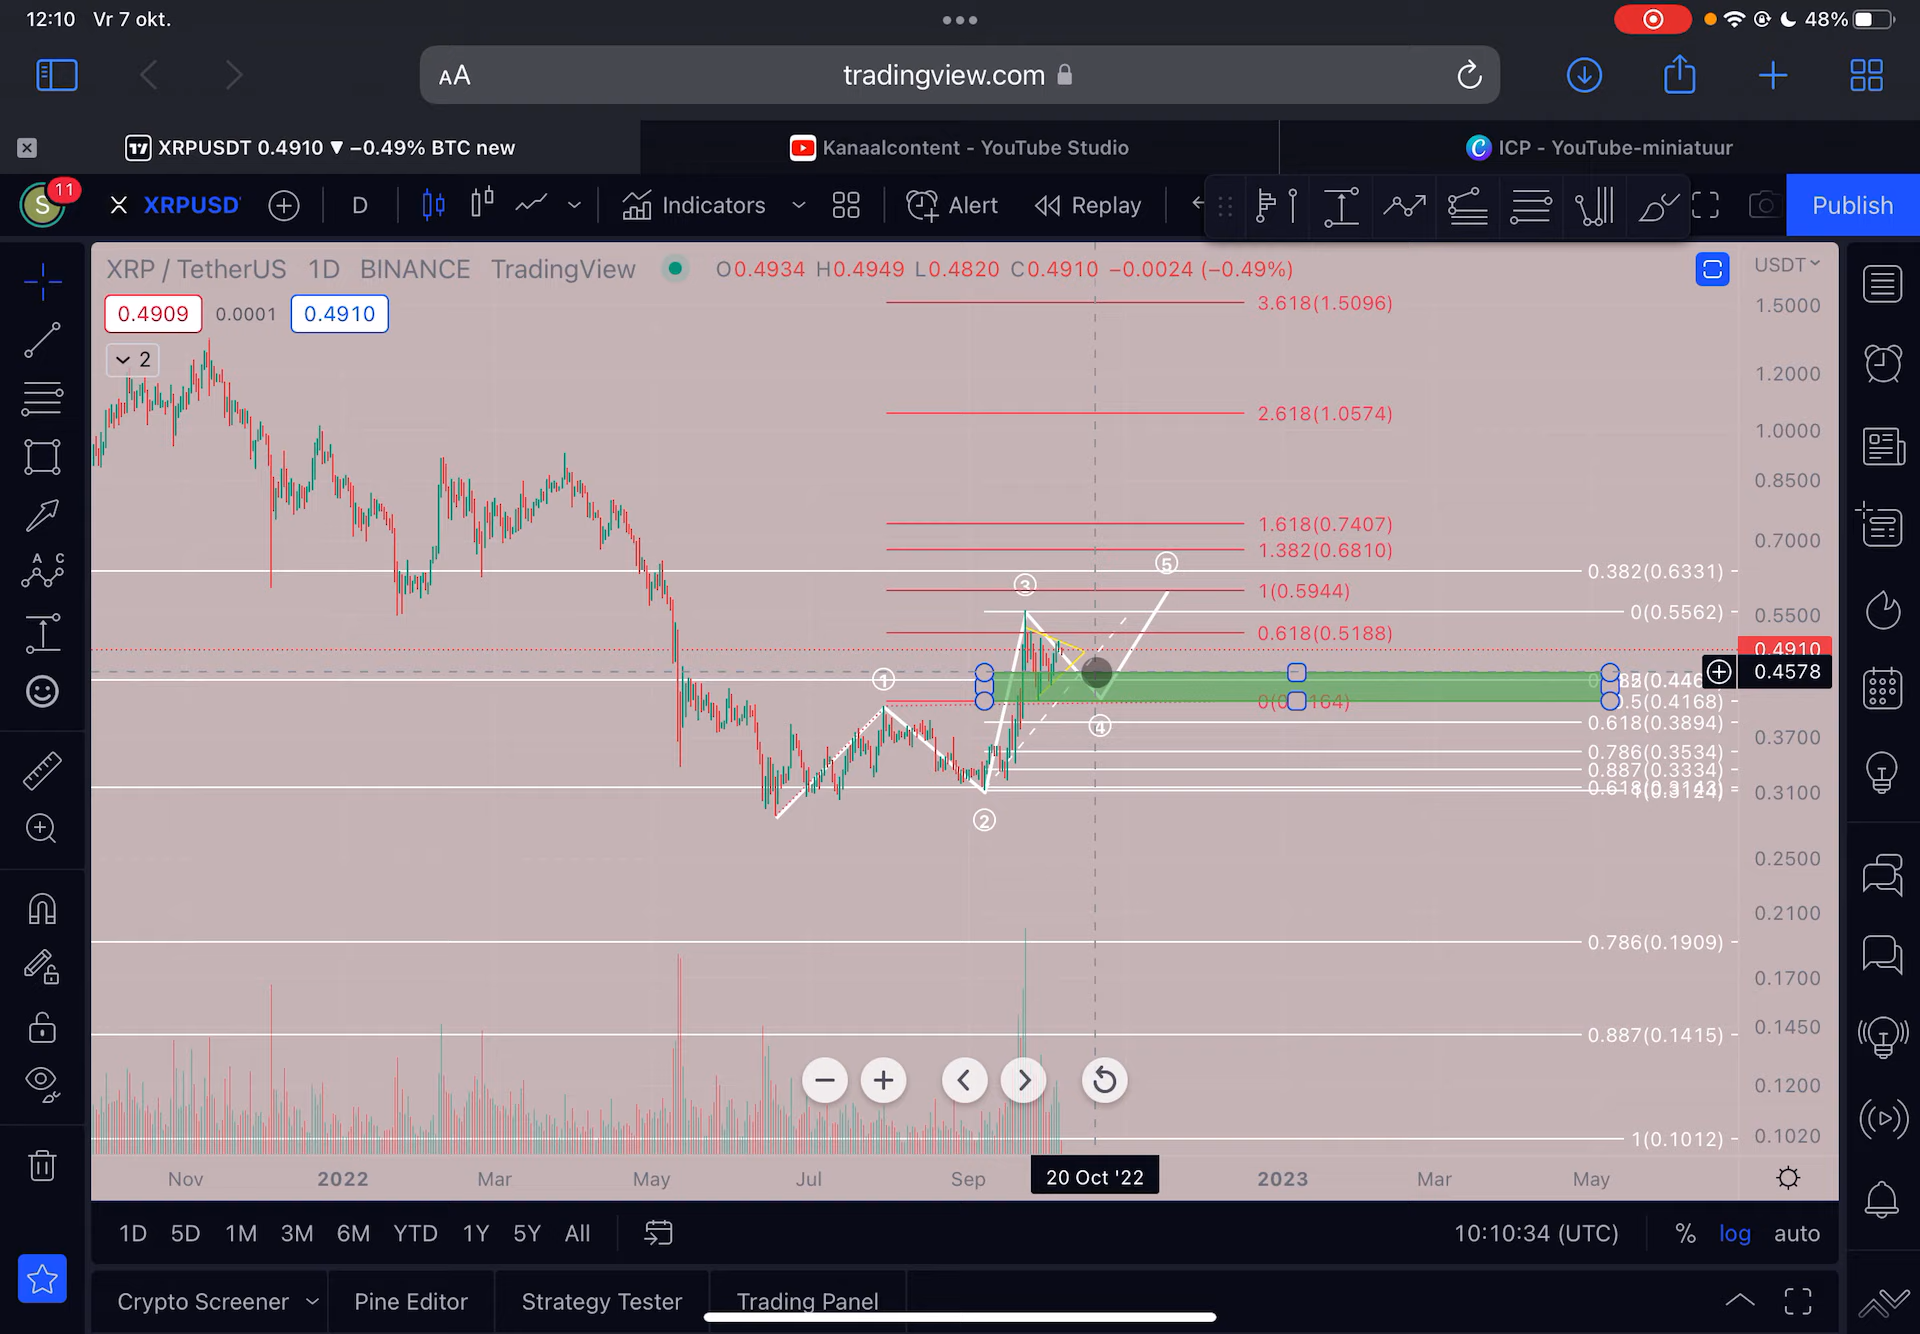 12:10 Vr 7 okt.
48%
AA
tradingview.com
XRPUSDT 0.4910 ▼ −0.49% BTC new
Kanaalcontent - YouTube Studio
ICP - YouTube-miniatuur
S
11
XRPUSD
D
Indicators
Alert
Replay
Publish
XRP / TetherUS 1D BINANCE TradingView
O0.4934 H0.4949 L0.4820 C0.4910 −0.0024 (−0.49%)
USDT
0.4909
0.0001
0.4910
2
3.618(1.5096)
2.618(1.0574)
1.618(0.7407)
1.382(0.6810)
1(0.5944)
0.618(0.5188)
0.382(0.6331)
0(0.5562)
0.5(0.4168)
0.618(0.3894)
0.786(0.3534)
0.887(0.3334)
0.786(0.1909)
0.887(0.1415)
1(0.1012)
①
②
③
④
⑤
1.5000
1.2000
1.0000
0.8500
0.7000
0.5500
0.4910
0.4578
0.3700
0.3100
0.2500
0.2100
0.1700
0.1450
0.1200
0.1020
Nov
2022
Mar
May
Jul
Sep
20 Oct '22
2023
Mar
May
1D 5D 1M 3M 6M YTD 1Y 5Y All
10:10:34 (UTC)
% log auto
Crypto Screener
Pine Editor
Strategy Tester
Trading Panel